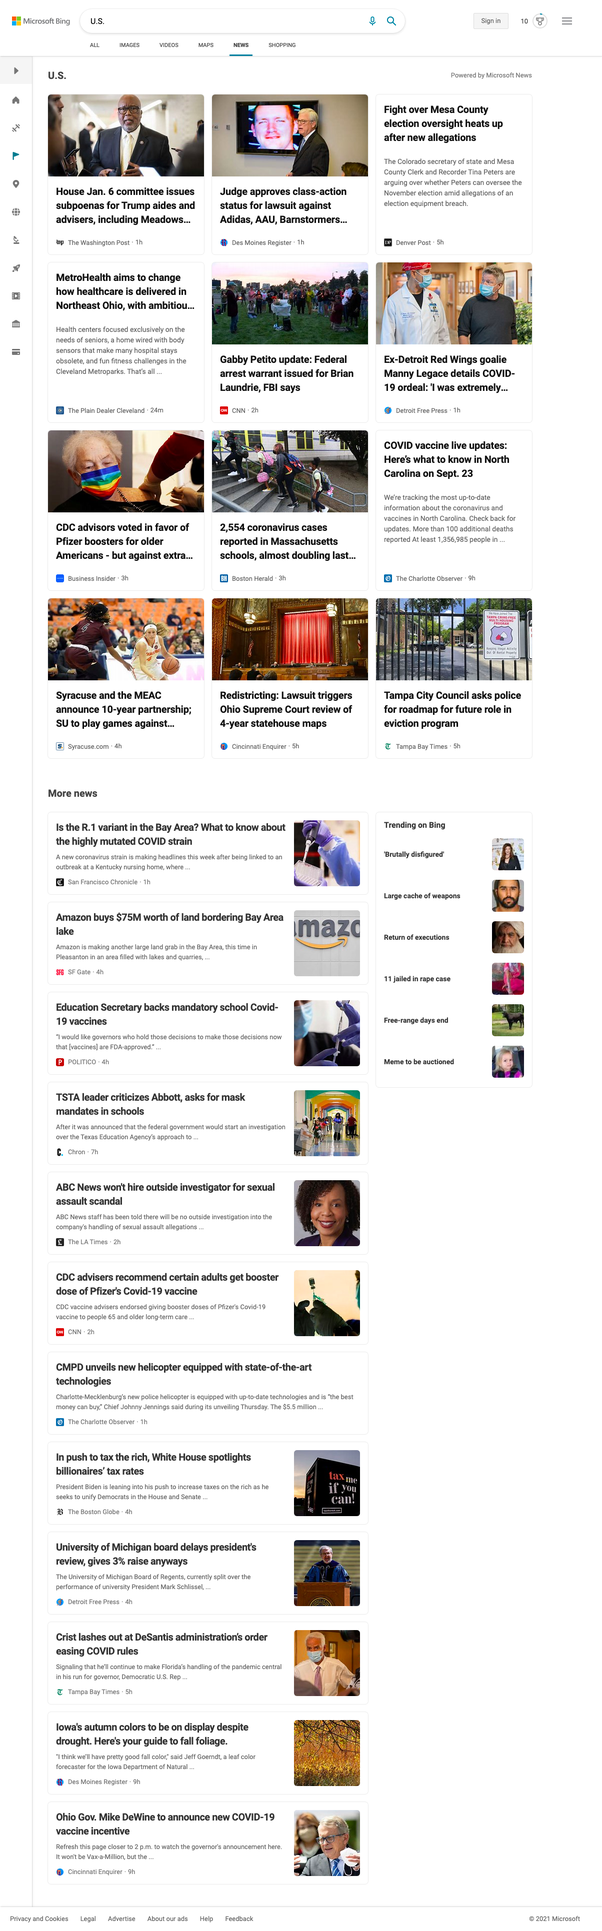 Microsoft Bing
U.S.
Sign in
10
ALL IMAGES VIDEOS MAPS NEWS SHOPPING
U.S.
Powered by Microsoft News
House Jan. 6 committee issues
subpoenas for Trump aides and
advisers, including Meadows...
The Washington Post · 1h
Judge approves class-action
status for lawsuit against
Adidas, AAU, Barnstormers...
Des Moines Register · 1h
Fight over Mesa County
election oversight heats up
after new allegations
The Colorado secretary of state and Mesa
County Clerk and Recorder Tina Peters are
arguing over whether Peters can oversee the
November election amid allegations of an
election equipment breach.
Denver Post · 5h
MetroHealth aims to change
how healthcare is delivered in
Northeast Ohio, with ambitiou...
Health centers focused exclusively on the
needs of seniors, a home wired with body
sensors that make many hospital stays
obsolete, and fun fitness challenges in the
Cleveland Metroparks. That's all ...
The Plain Dealer Cleveland · 24m
Gabby Petito update: Federal
arrest warrant issued for Brian
Laundrie, FBI says
CNN · 2h
Ex-Detroit Red Wings goalie
Manny Legace details COVID-
19 ordeal: 'I was extremely...
Detroit Free Press · 1h
CDC advisors voted in favor of
Pfizer boosters for older
Americans - but against extra...
Business Insider · 3h
2,554 coronavirus cases
reported in Massachusetts
schools, almost doubling last...
Boston Herald · 3h
COVID vaccine live updates:
Here's what to know in North
Carolina on Sept. 23
We're tracking the most up-to-date
information about the coronavirus and
vaccines in North Carolina. Check back for
updates. More than 100 additional deaths
reported At least 1,356,985 people in ...
The Charlotte Observer · 9h
Syracuse and the MEAC
announce 10-year partnership;
SU to play games against...
Syracuse.com · 4h
Redistricting: Lawsuit triggers
Ohio Supreme Court review of
4-year statehouse maps
Cincinnati Enquirer · 5h
Tampa City Council asks police
for roadmap for future role in
eviction program
Tampa Bay Times · 5h
More news
Is the R.1 variant in the Bay Area? What to know about
the highly mutated COVID strain
A new coronavirus strain is making headlines this week after being linked to an
outbreak at a Kentucky nursing home, where ...
San Francisco Chronicle · 1h
Amazon buys $75M worth of land bordering Bay Area
lake
Amazon is making another large land grab in the Bay Area, this time in
Pleasanton in an area filled with lakes and quarries, ...
SF Gate · 4h
Education Secretary backs mandatory school Covid-
19 vaccines
"I would like governors who hold those decisions to make those decisions now
that [vaccines] are FDA-approved." ...
POLITICO · 4h
TSTA leader criticizes Abbott, asks for mask
mandates in schools
After it was announced that the federal government would start an investigation
over the Texas Education Agency's approach to ...
Chron · 7h
ABC News won't hire outside investigator for sexual
assault scandal
ABC News staff has been told there will be no outside investigation into the
company's handling of sexual assault allegations ...
The LA Times · 2h
CDC advisers recommend certain adults get booster
dose of Pfizer's Covid-19 vaccine
CDC vaccine advisers endorsed giving booster doses of Pfizer's Covid-19
vaccine to people 65 and older long-term care ...
CNN · 2h
CMPD unveils new helicopter equipped with state-of-the-art
technologies
Charlotte-Mecklenburg's new police helicopter is equipped with up-to-date technologies and is "the best
money can buy," Chief Johnny Jennings said during its unveiling Thursday. The $5.5 million ...
The Charlotte Observer · 1h
In push to tax the rich, White House spotlights
billionaires' tax rates
President Biden is leaning into his push to increase taxes on the rich as he
seeks to unify Democrats in the House and Senate ...
The Boston Globe · 4h
tax me
if you
can!
University of Michigan board delays president's
review, gives 3% raise anyways
The University of Michigan Board of Regents, currently split over the
performance of university President Mark Schlissel, ...
Detroit Free Press · 4h
Crist lashes out at DeSantis administration's order
easing COVID rules
Signaling that he'll continue to make Florida's handling of the pandemic central
in his run for governor, Democratic U.S. Rep ...
Tampa Bay Times · 5h
Iowa's autumn colors to be on display despite
drought. Here's your guide to fall foliage.
"I think we'll have pretty good fall color," said Jeff Goerndt, a leaf color
forecaster for the Iowa Department of Natural ...
Des Moines Register · 9h
Ohio Gov. Mike DeWine to announce new COVID-19
vaccine incentive
Refresh this page closer to 2 p.m. to watch the governor's announcement here.
It won't be Vax-a-Million, but the ...
Cincinnati Enquirer · 9h
Trending on Bing
'Brutally disfigured'
Large cache of weapons
Return of executions
11 jailed in rape case
Free-range days end
Meme to be auctioned
Privacy and Cookies Legal Advertise About our ads Help Feedback
© 2021 Microsoft